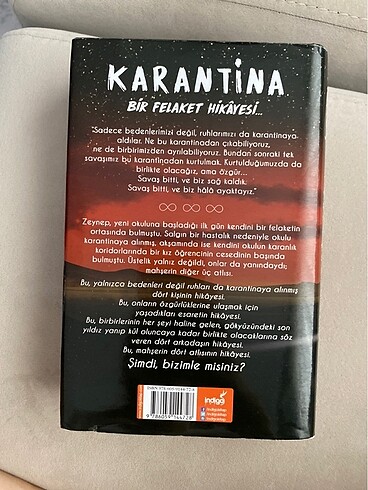 KARANTİNA
BİR FELAKET HİKÂYESİ...
"Sadece bedenlerimizi değil, ruhlarımızı da karantinaya
aldılar. Ne bu karantinadan çıkabiliyoruz,
ne de birbirimizden ayrılabiliyoruz. Bundan sonraki tek
savaşımız bu karantinadan kurtulmak. Kurtulduğumuzda da
birlikte olacağız, ama özgür...
Savaş bitti, ve biz sağ kaldık.
Savaş bitti, ve biz hâlâ ayaktayız."
Zeynep, yeni okuluna başladığı ilk gün kendini bir felaketin
ortasında bulmuştu. Salgın bir hastalık nedeniyle okulu
karantinaya alınmış, akşamında ise kendini okulun karanlık
koridorlarında bir kız öğrencinin cesedinin başında
bulmuştu. Üstelik yalnız değildi, onlar da yanındaydı;
mahşerin diğer üç atlısı.
Bu, yalnızca bedenleri değil ruhları da karantinaya alınmış
dört kişinin hikâyesi.
Bu, onların özgürlüklerine ulaşmak için
yaşadıkları esaretin hikâyesi.
Bu, birbirlerinin her şeyi haline gelen, gökyüzündeki son
yıldız yanıp kül oluncaya kadar birlikte olacaklarına söz
veren dört arkadaşın hikâyesi.
Bu, mahşerin dört atlısının hikâyesi.
Şimdi, bizimle misiniz?
9 786059 144728
indigo